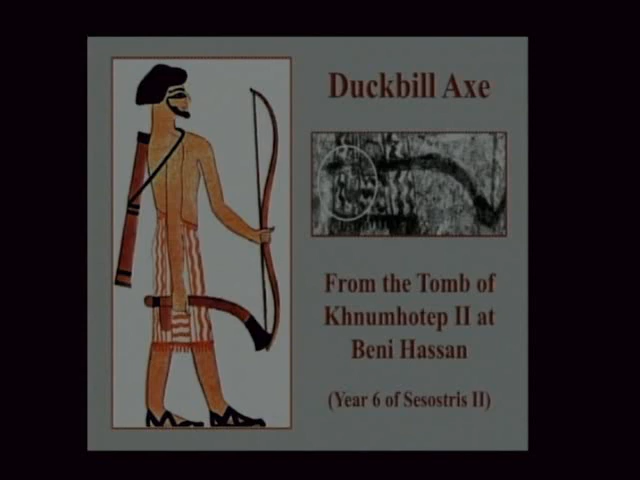 Duckbill Axe
From the Tomb of
Khnumhotep II at
Beni Hassan
(Year 6 of Sesostris II)